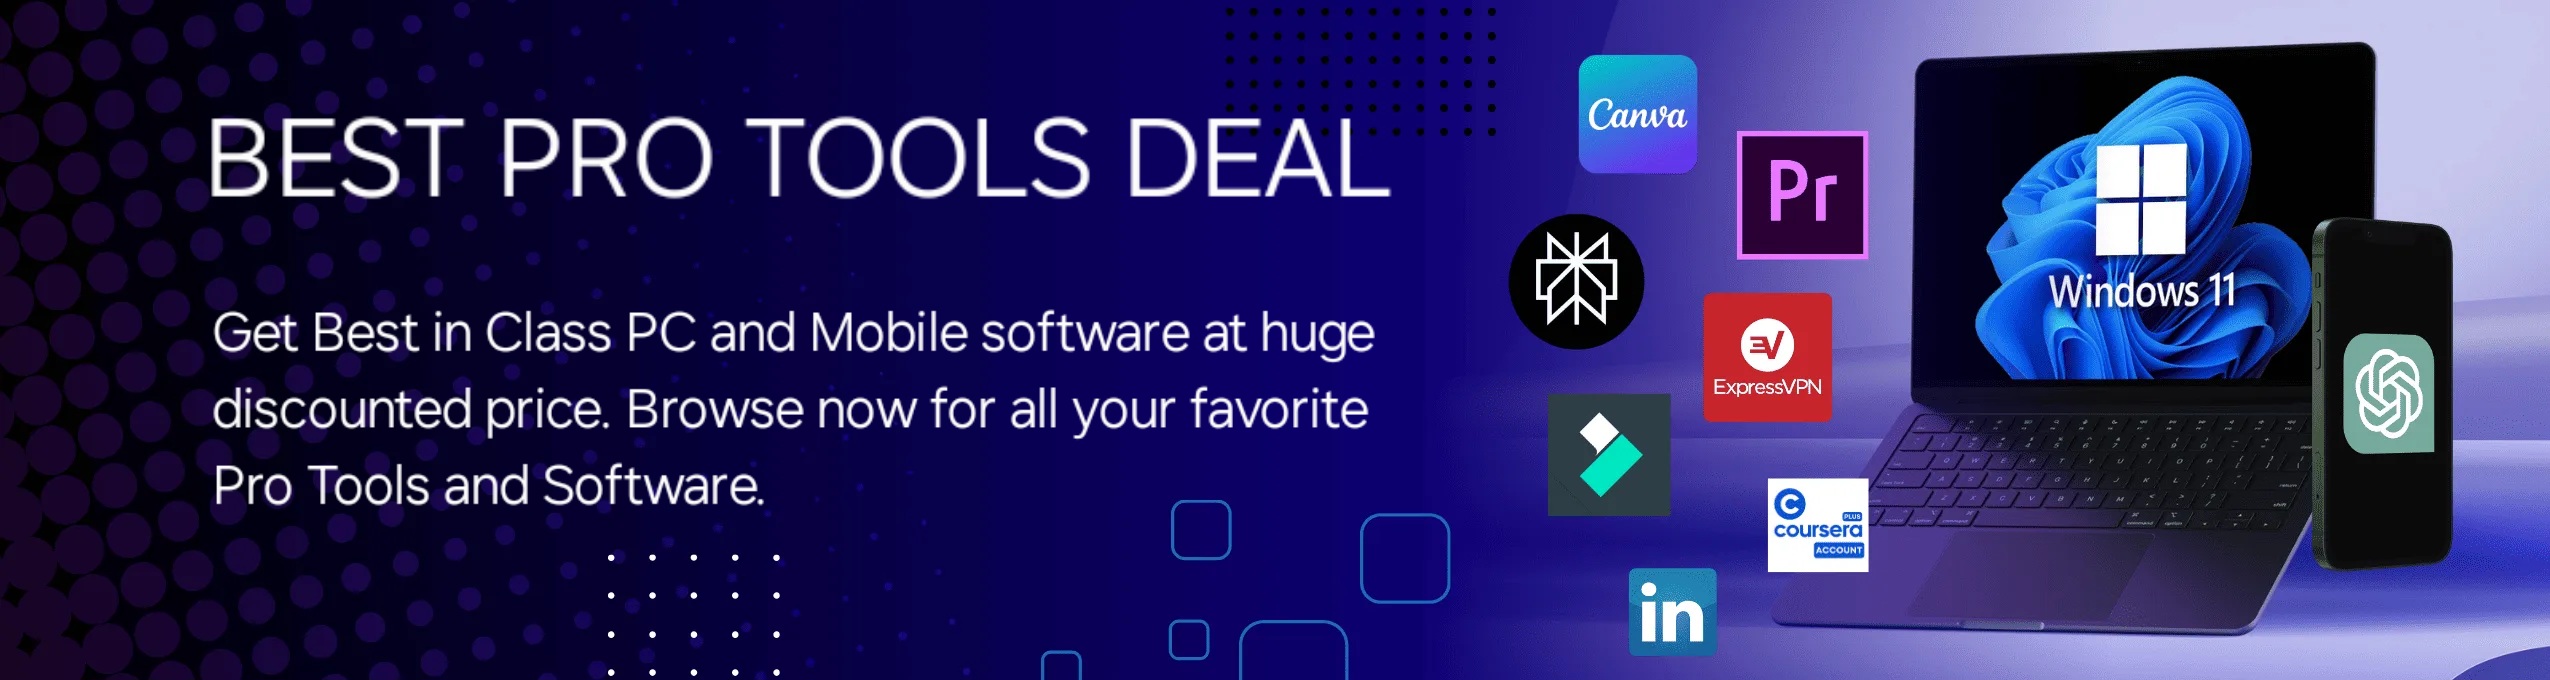 BEST PRO TOOLS DEAL
Get Best in Class PC and Mobile software at huge
discounted price. Browse now for all your favorite
Pro Tools and Software.
Canva
Pr
EV
ExpressVPN
C
PLUS
coursera
ACCOUNT
in
Windows 11